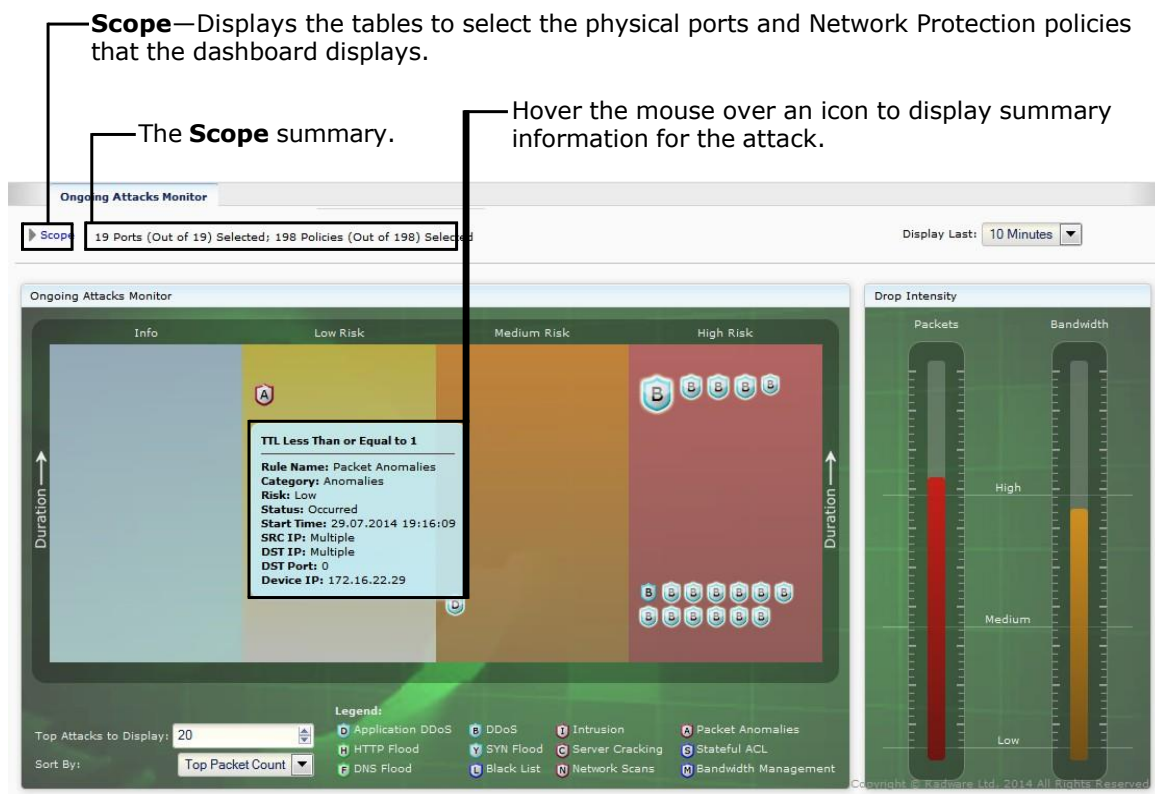 Scope—Displays the tables to select the physical ports and Network Protection policies
that the dashboard displays.
Hover the mouse over an icon to display summary
information for the attack.
The Scope summary.
Ongoing Attacks Monitor
Scope
19 Ports (Out of 19) Selected; 198 Policies (Out of 198) Selected
Display Last: 10 Minutes
Ongoing Attacks Monitor
Drop Intensity
Info
Low Risk
Medium Risk
High Risk
Packets
Bandwidth
A
B B B B B
TTL Less Than or Equal to 1
Rule Name: Packet Anomalies
Category: Anomalies
Risk: Low
Status: Occurred
Start Time: 29.07.2014 19:16:09
SRC IP: Multiple
DST IP: Multiple
DST Port: 0
Device IP: 172.16.22.29
Duration
Duration
High
B B B B B B B
D
B B B B B B
Medium
Low
Legend:
Top Attacks to Display: 20
Sort By: Top Packet Count
D Application DDoS
B DDoS
I Intrusion
A Packet Anomalies
H HTTP Flood
Y SYN Flood
C Server Cracking
S Stateful ACL
F DNS Flood
L Black List
N Network Scans
M Bandwidth Management
Copyright © Radware Ltd. 2014 All Rights Reserved